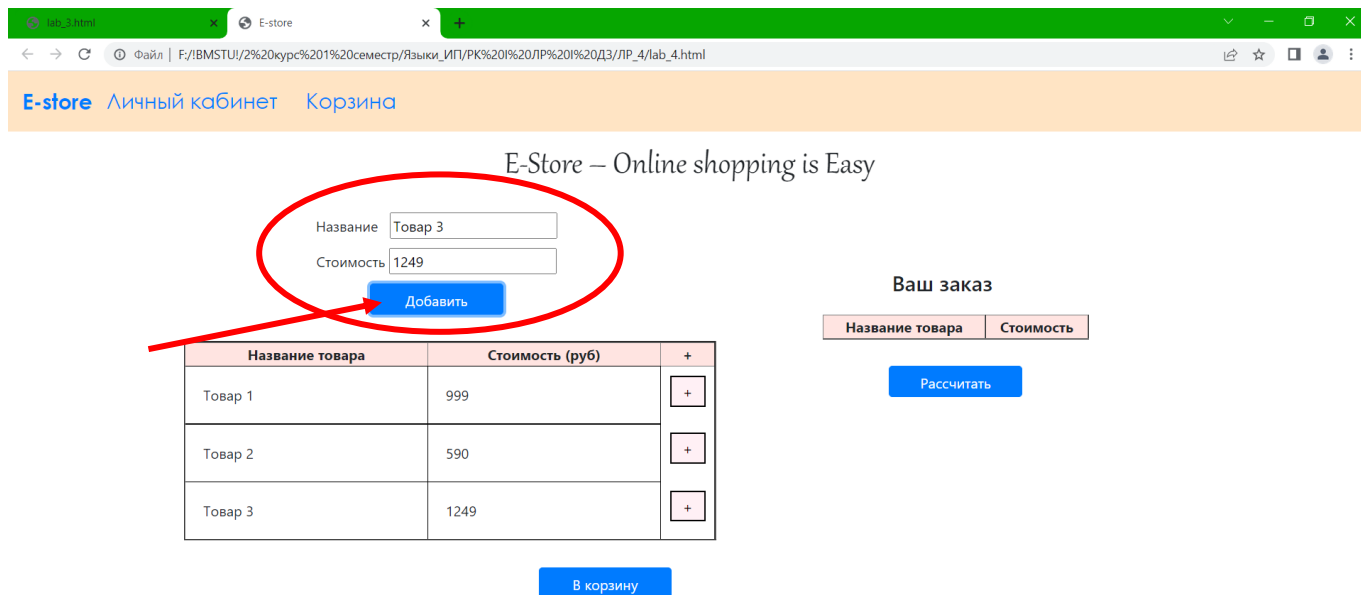 lab_3.html
E-store
Файл | F:/!BMSTU!/2%20курс%201%20семестр/Языки_ИП/РК%20I%20ЛР%20I%20ДЗ/ЛР_4/lab_4.html
E-store Личный кабинет Корзина
E-Store – Online shopping is Easy
Название Товар 3
Стоимость 1249
Добавить
Название товара Стоимость (руб) +
Товар 1 999 +
Товар 2 590 +
Товар 3 1249 +
В корзину
Ваш заказ
Название товара Стоимость
Рассчитать